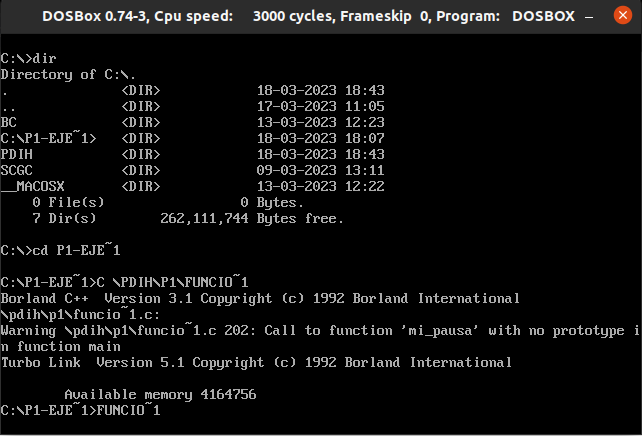 DOSBox 0.74-3, Cpu speed:    3000 cycles, Frameskip  0, Program:   DOSBOX
C:\>dir
Directory of C:\.
.              <DIR>            18-03-2023 18:43
..             <DIR>            17-03-2023 11:05
BC             <DIR>            13-03-2023 12:23
C:\P1-EJE~1>   <DIR>            18-03-2023 18:07
PDIH           <DIR>            18-03-2023 18:43
SCGC           <DIR>            09-03-2023 13:11
__MACOSX       <DIR>            13-03-2023 12:22
    0 File(s)                 0 Bytes.
    7 Dir(s)        262,111,744 Bytes free.
C:\>cd P1-EJE~1
C:\P1-EJE~1>C \PDIH\P1\FUNCIO~1
Borland C++  Version 3.1 Copyright (c) 1992 Borland International
\pdih\p1\funcio~1.c:
Warning \pdih\p1\funcio~1.c 202: Call to function 'mi_pausa' with no prototype i
n function main
Turbo Link  Version 5.1 Copyright (c) 1992 Borland International
        Available memory 4164756
C:\P1-EJE~1>FUNCIO~1